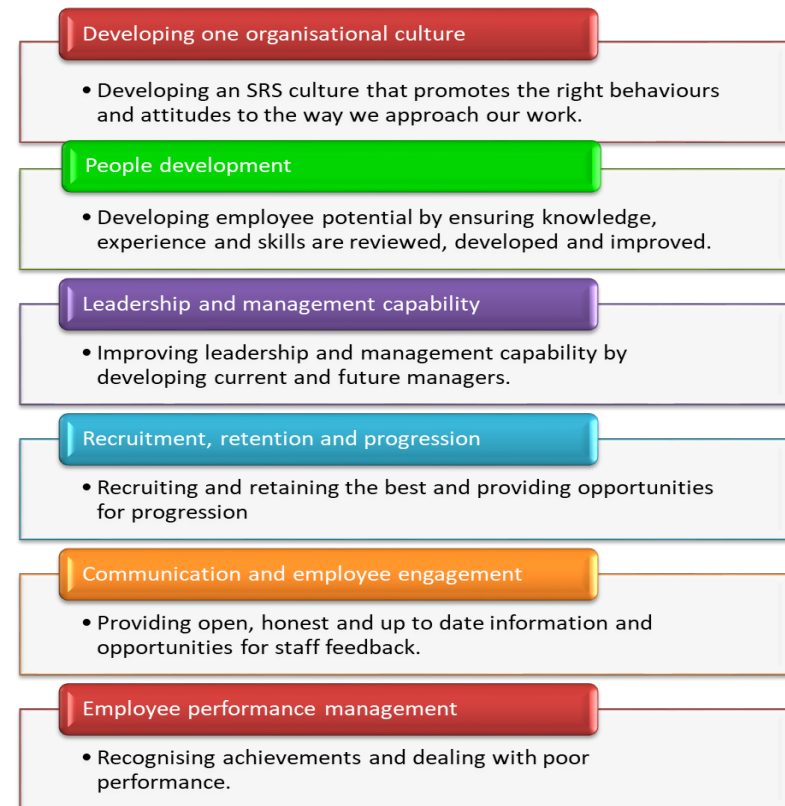 Developing one organisational culture
• Developing an SRS culture that promotes the right behaviours
and attitudes to the way we approach our work.
People development
• Developing employee potential by ensuring knowledge,
experience and skills are reviewed, developed and improved.
Leadership and management capability
• Improving leadership and management capability by
developing current and future managers.
Recruitment, retention and progression
• Recruiting and retaining the best and providing opportunities
for progression
Communication and employee engagement
• Providing open, honest and up to date information and
opportunities for staff feedback.
Employee performance management
• Recognising achievements and dealing with poor
performance.